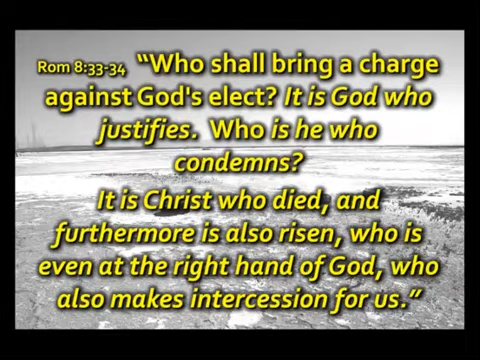 Rom 8:33-34 “Who shall bring a charge
against God's elect? It is God who
justifies. Who is he who
condemns?
It is Christ who died, and
furthermore is also risen, who is
even at the right hand of God, who
also makes intercession for us.”